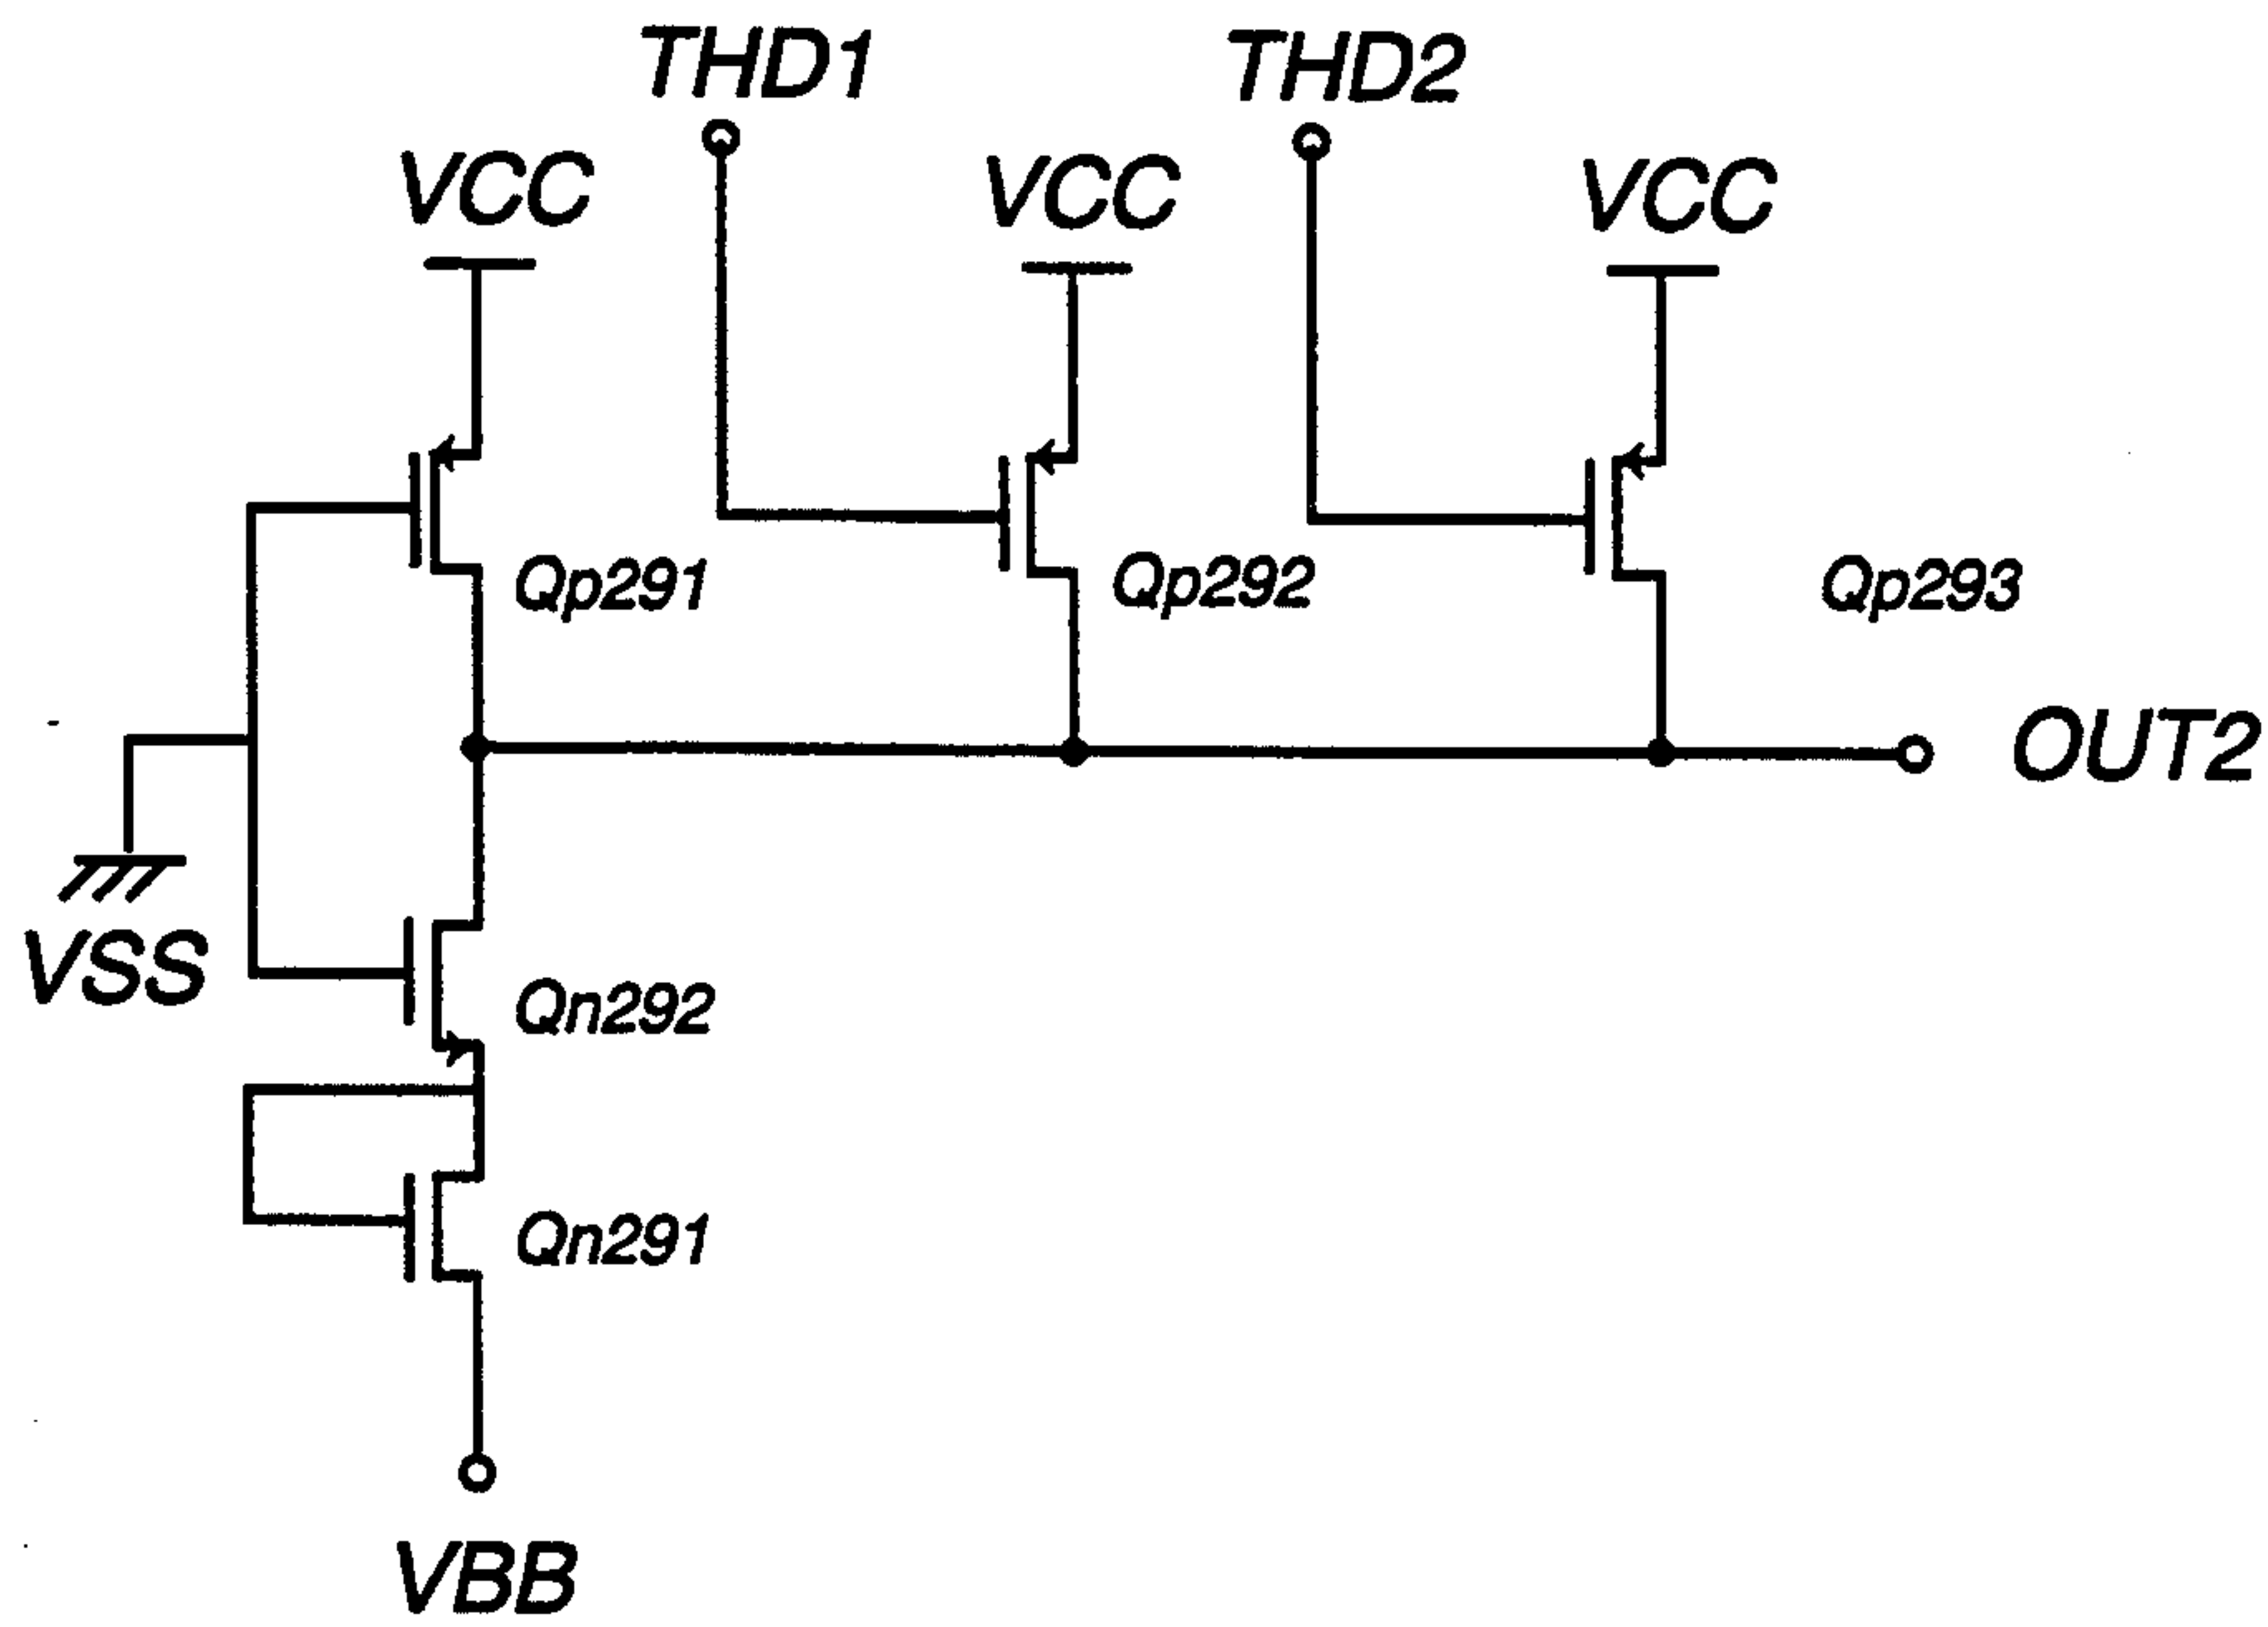 THD1
THD2
VCC
VCC
VCC
Qp291
Qp292
Qp293
OUT2
VSS
Qn292
Qn291
VBB